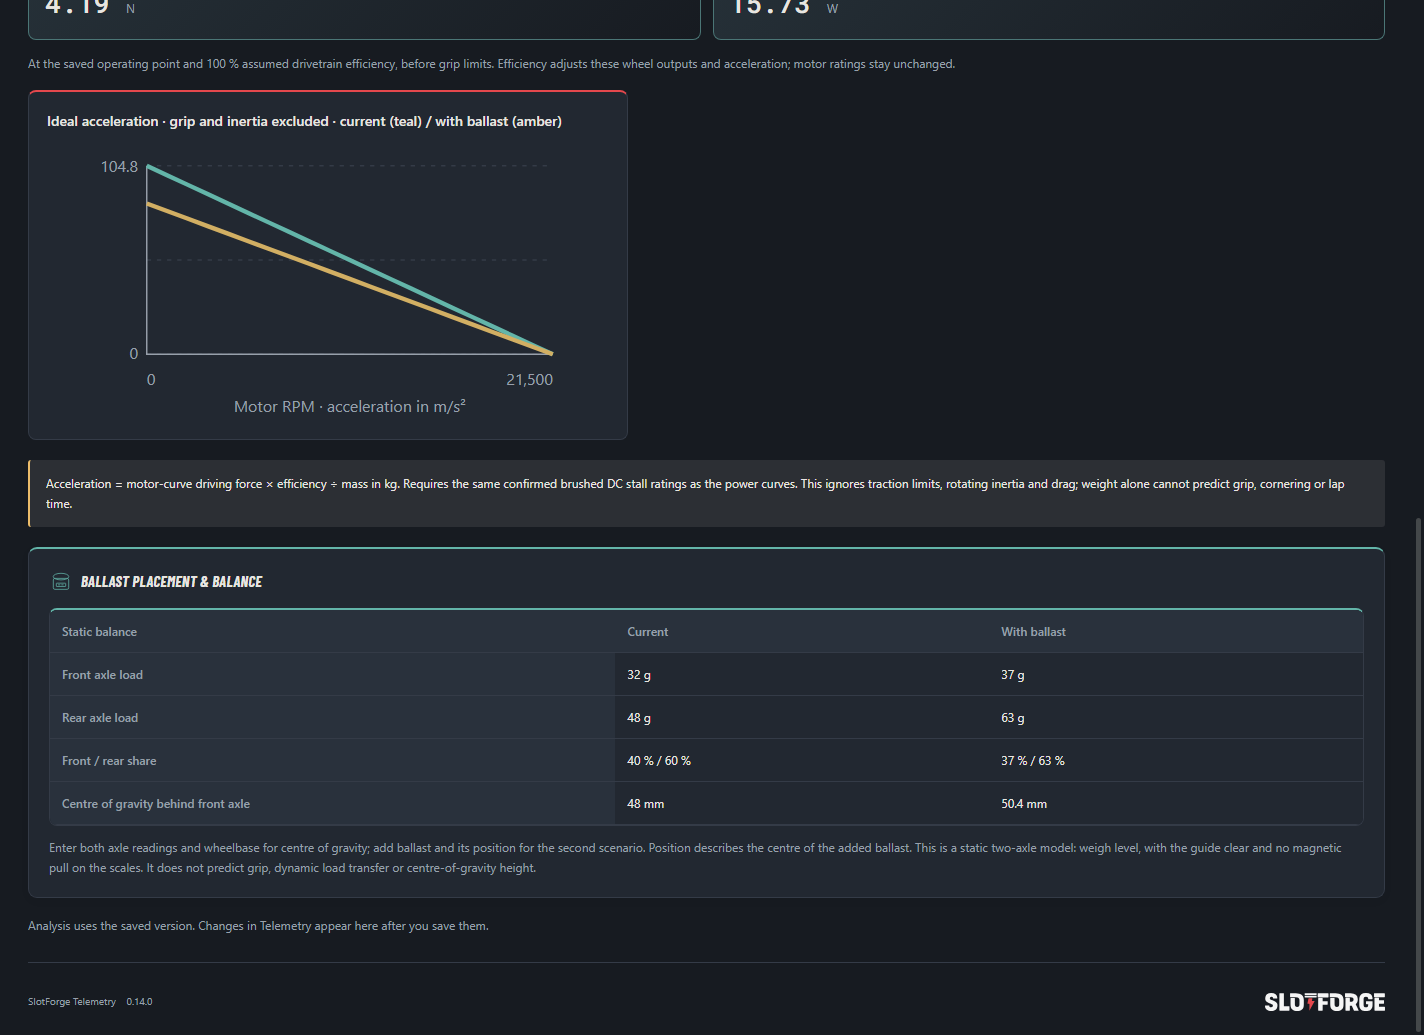 4.19 N
15.73 W
At the saved operating point and 100 % assumed drivetrain efficiency, before grip limits. Efficiency adjusts these wheel outputs and acceleration; motor ratings stay unchanged.
Ideal acceleration · grip and inertia excluded · current (teal) / with ballast (amber)
104.8
0
0
21,500
Motor RPM · acceleration in m/s²
Acceleration = motor-curve driving force × efficiency ÷ mass in kg. Requires the same confirmed brushed DC stall ratings as the power curves. This ignores traction limits, rotating inertia and drag; weight alone cannot predict grip, cornering or lap
time.
BALLAST PLACEMENT & BALANCE
Static balance Current With ballast
Front axle load 32 g 37 g
Rear axle load 48 g 63 g
Front / rear share 40 % / 60 % 37 % / 63 %
Centre of gravity behind front axle 48 mm 50.4 mm
Enter both axle readings and wheelbase for centre of gravity; add ballast and its position for the second scenario. Position describes the centre of the added ballast. This is a static two-axle model: weigh level, with the guide clear and no magnetic
pull on the scales. It does not predict grip, dynamic load transfer or centre-of-gravity height.
Analysis uses the saved version. Changes in Telemetry appear here after you save them.
SlotForge Telemetry 0.14.0
SLOTFORGE